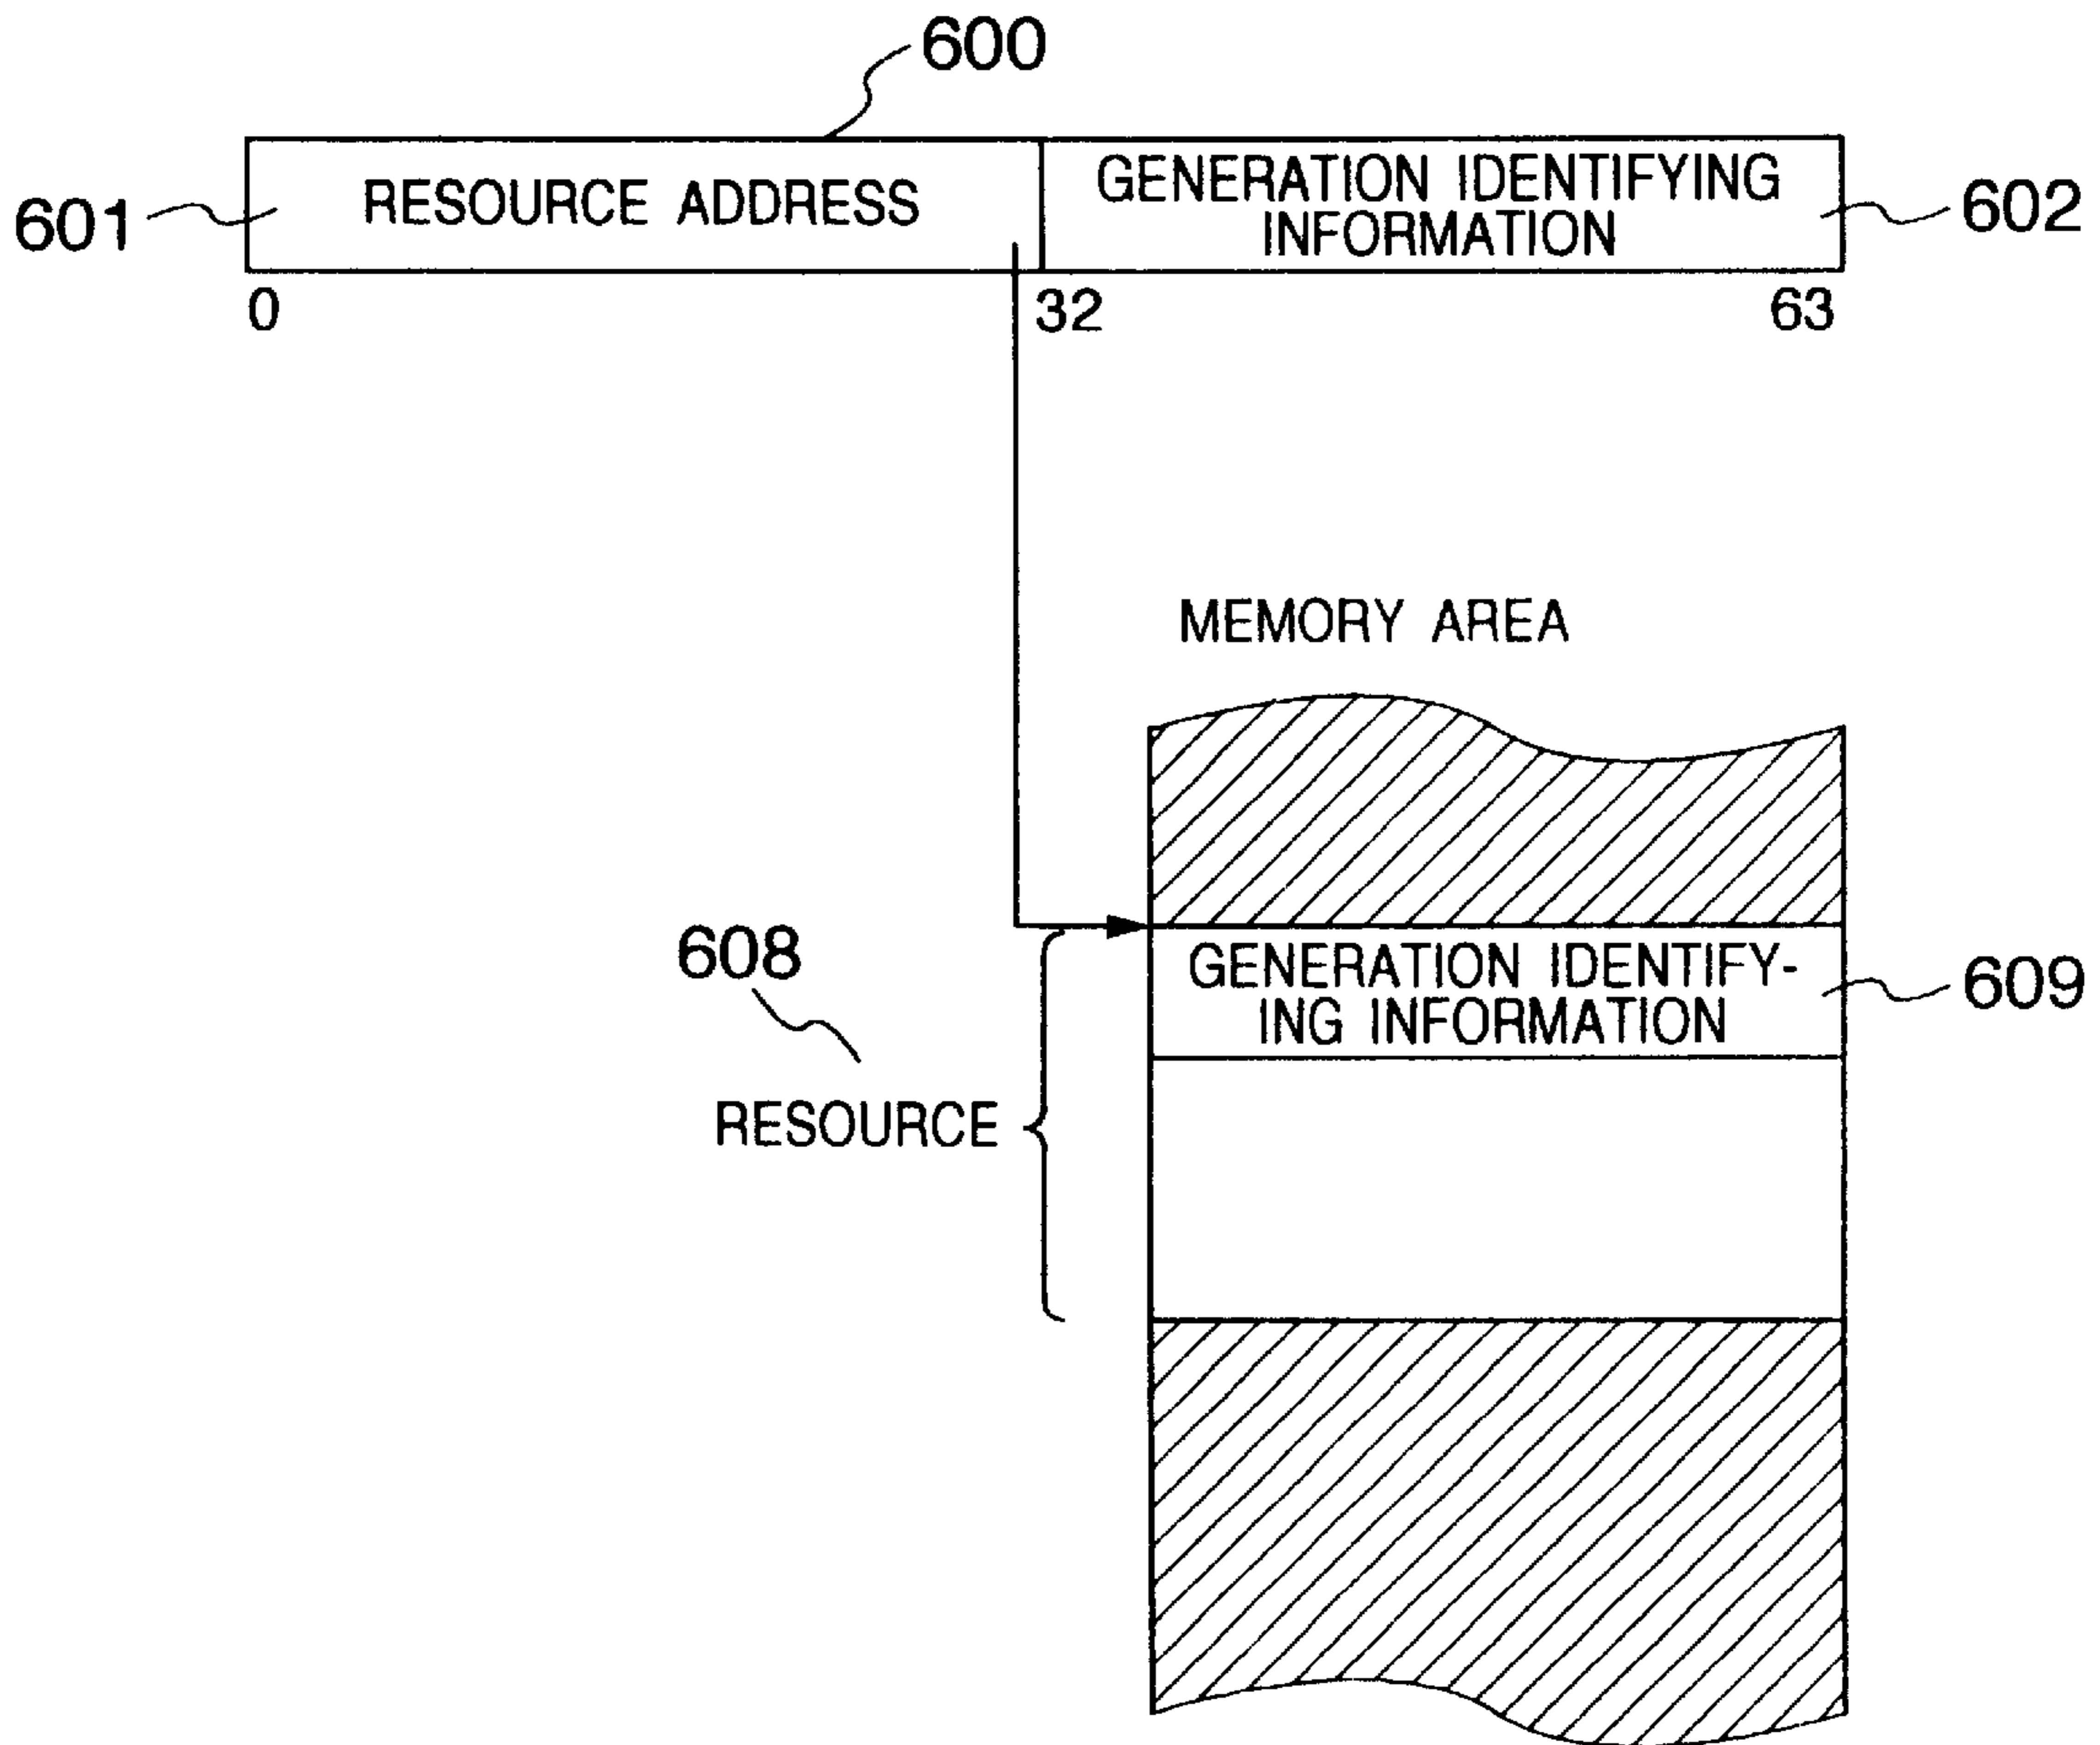 600
601
RESOURCE ADDRESS
GENERATION IDENTIFYING
INFORMATION
602
0
32
63
MEMORY AREA
608
RESOURCE
GENERATION IDENTIFY-
ING INFORMATION
609